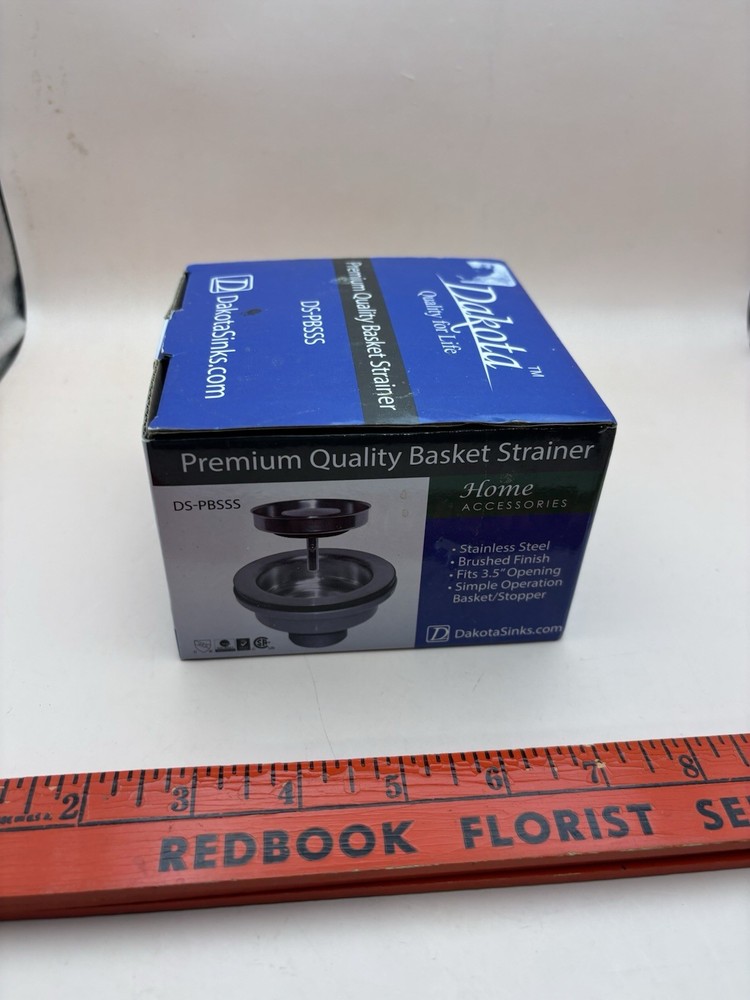 Dakota™
Quality for Life
Premium Quality Basket Strainer
DS-PBSSS
D DakotaSinks.com
Premium Quality Basket Strainer
DS-PBSSS
Home
ACCESSORIES
• Stainless Steel
• Brushed Finish
• Fits 3.5" Opening
• Simple Operation
Basket/Stopper
D DakotaSinks.com
2 3 4 5 6 7 8
REDBOOK FLORIST SE